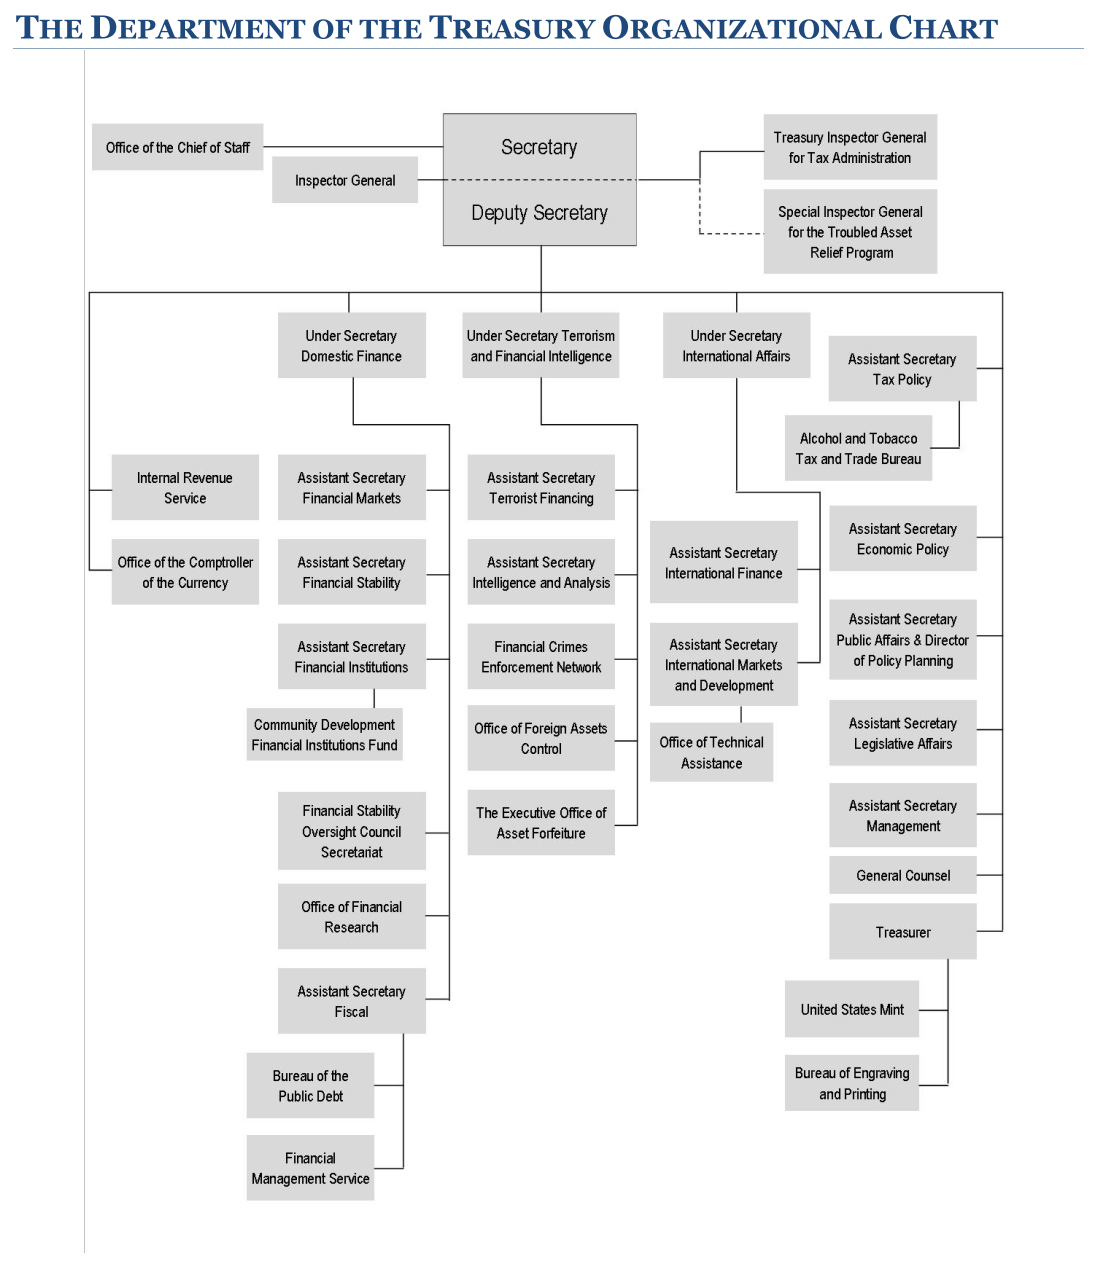 THE DEPARTMENT OF THE TREASURY ORGANIZATIONAL CHART
Office of the Chief of Staff
Inspector General
Secretary
Deputy Secretary
Treasury Inspector General
for Tax Administration
Special Inspector General
for the Troubled Asset
Relief Program
Under Secretary
Domestic Finance
Under Secretary Terrorism
and Financial Intelligence
Under Secretary
International Affairs
Internal Revenue
Service
Office of the Comptroller
of the Currency
Assistant Secretary
Financial Markets
Assistant Secretary
Financial Stability
Assistant Secretary
Financial Institutions
Community Development
Financial Institutions Fund
Financial Stability
Oversight Council
Secretariat
Office of Financial
Research
Assistant Secretary
Fiscal
Bureau of the
Public Debt
Financial
Management Service
Assistant Secretary
Terrorist Financing
Assistant Secretary
Intelligence and Analysis
Financial Crimes
Enforcement Network
Office of Foreign Assets
Control
The Executive Office of
Asset Forfeiture
Assistant Secretary
International Finance
Assistant Secretary
International Markets
and Development
Office of Technical
Assistance
Assistant Secretary
Tax Policy
Alcohol and Tobacco
Tax and Trade Bureau
Assistant Secretary
Economic Policy
Assistant Secretary
Public Affairs & Director
of Policy Planning
Assistant Secretary
Legislative Affairs
Assistant Secretary
Management
General Counsel
Treasurer
United States Mint
Bureau of Engraving
and Printing